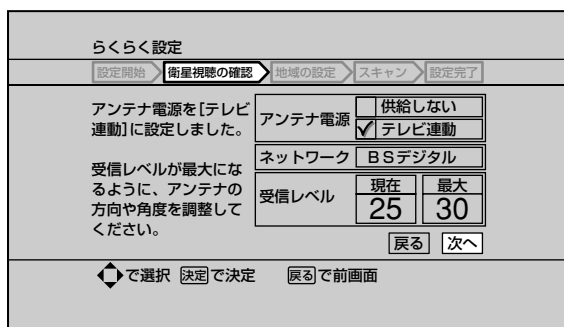 らくらく設定
設定開始 衛星視聴の確認 地域の設定 スキャン 設定完了
アンテナ電源を[テレビ
連動]に設定しました。
受信レベルが最大にな
るように、アンテナの
方向や角度を調整して
ください。
アンテナ電源
供給しない
テレビ連動
ネットワーク BSデジタル
受信レベル
現在 最大
25 30
戻る 次へ
で選択 決定で決定 戻るで前画面